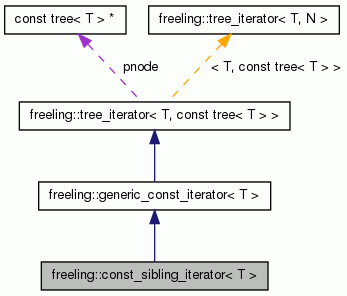 const tree< T > *
freeling::tree_iterator< T, N >
pnode
< T, const tree< T > >
freeling::tree_iterator< T, const tree< T > >
freeling::generic_const_iterator< T >
freeling::const_sibling_iterator< T >